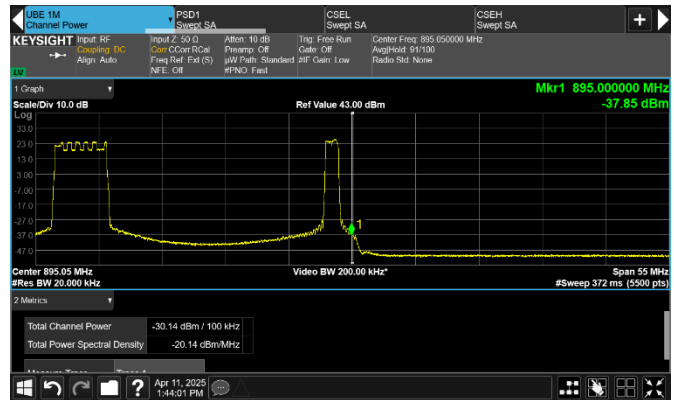 UBE 1M
Channel Power
PSD1
Swept SA
CSEL
Swept SA
CSEH
Swept SA
KEYSIGHT
Input: RF
Coupling: DC
Align: Auto
Input Z: 50 Ω
Corr CCorr RCal
Freq Ref: Ext (S)
NFE: Off
Atten: 10 dB
Preamp: Off
µW Path: Standard
#PNO: Fast
Trig: Free Run
Gate: Off
#IF Gain: Low
Center Freq: 895.050000 MHz
Avg|Hold: 91/100
Radio Std: None
1 Graph
Scale/Div 10.0 dB
Ref Value 43.00 dBm
Mkr1 895.000000 MHz
-37.85 dBm
Log
33.0
23.0
13.0
3.00
-7.00
-17.0
-27.0
-37.0
-47.0
1
Center 895.05 MHz
#Res BW 20.000 kHz
Video BW 200.00 kHz*
Span 55 MHz
#Sweep 372 ms (5500 pts)
2 Metrics
Total Channel Power -30.14 dBm / 100 kHz
Total Power Spectral Density -20.14 dBm/MHz
?
Apr 11, 2025
1:44:01 PM